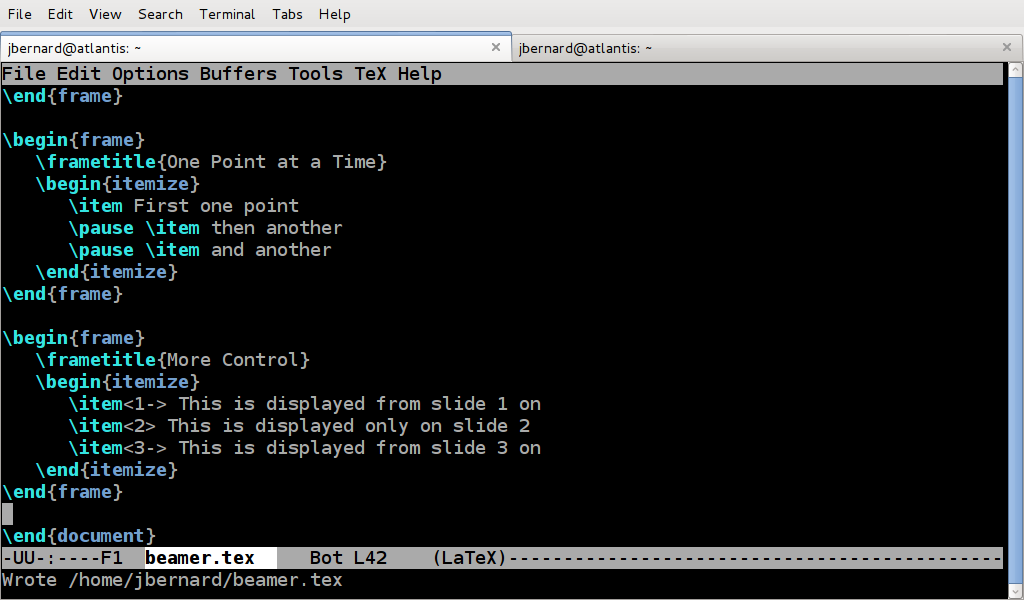 File Edit View Search Terminal Tabs Help
jbernard@atlantis: ~ × jbernard@atlantis: ~ ×
File Edit Options Buffers Tools TeX Help
\end{frame}
\begin{frame}
   \frametitle{One Point at a Time}
   \begin{itemize}
      \item First one point
      \pause \item then another
      \pause \item and another
   \end{itemize}
\end{frame}
\begin{frame}
   \frametitle{More Control}
   \begin{itemize}
      \item<1-> This is displayed from slide 1 on
      \item<2> This is displayed only on slide 2
      \item<3-> This is displayed from slide 3 on
   \end{itemize}
\end{frame}
\end{document}
-UU-:----F1  beamer.tex     Bot L42    (LaTeX)---------------------------------------------
Wrote /home/jbernard/beamer.tex